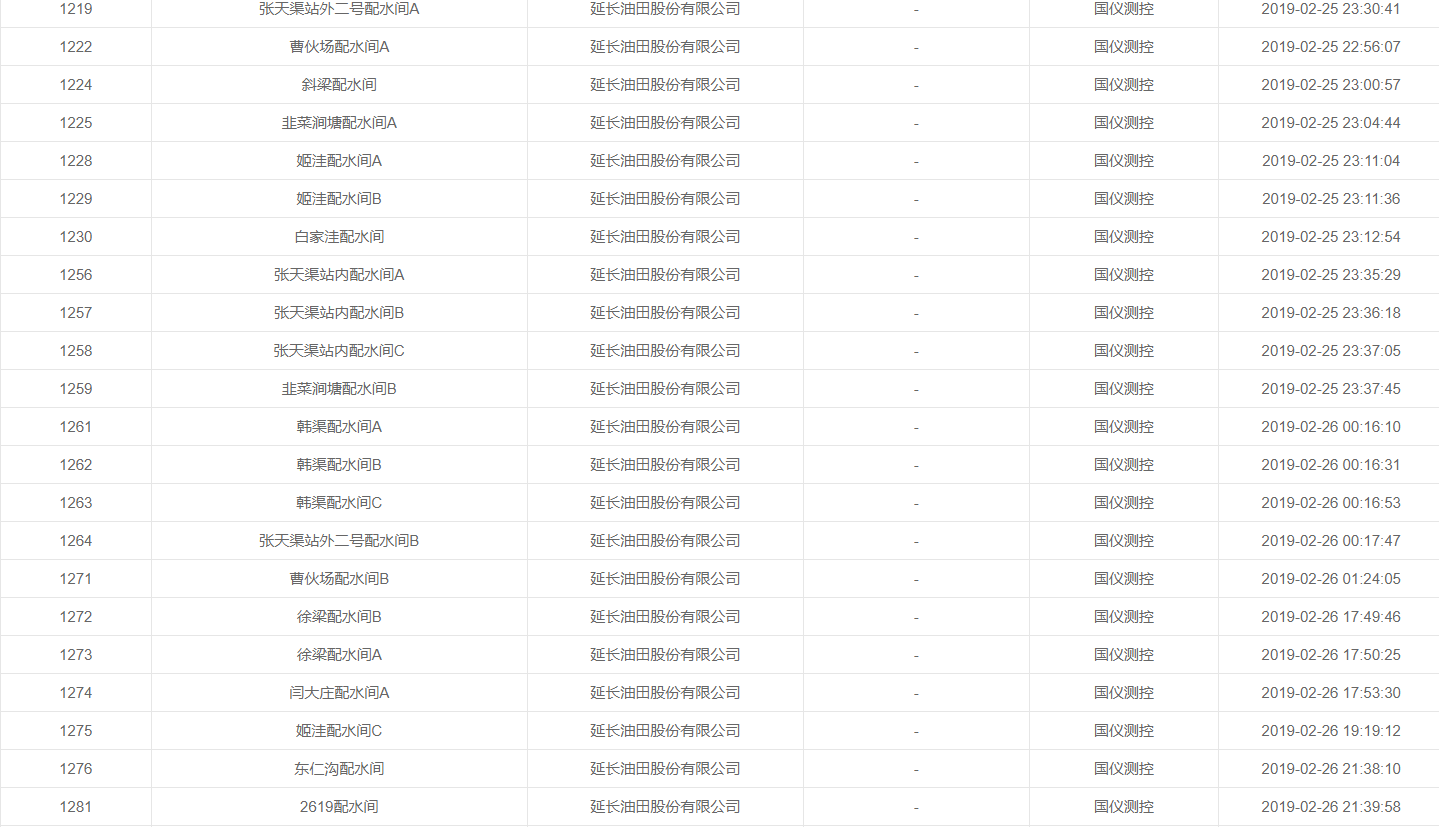 1219 张天渠站外二号配水间A 延长油田股份有限公司 - 国仪测控 2019-02-25 23:30:41
1222 曹伙场配水间A 延长油田股份有限公司 - 国仪测控 2019-02-25 22:56:07
1224 斜梁配水间 延长油田股份有限公司 - 国仪测控 2019-02-25 23:00:57
1225 韭菜涧塘配水间A 延长油田股份有限公司 - 国仪测控 2019-02-25 23:04:44
1228 姬洼配水间A 延长油田股份有限公司 - 国仪测控 2019-02-25 23:11:04
1229 姬洼配水间B 延长油田股份有限公司 - 国仪测控 2019-02-25 23:11:36
1230 白家洼配水间 延长油田股份有限公司 - 国仪测控 2019-02-25 23:12:54
1256 张天渠站内配水间A 延长油田股份有限公司 - 国仪测控 2019-02-25 23:35:29
1257 张天渠站内配水间B 延长油田股份有限公司 - 国仪测控 2019-02-25 23:36:18
1258 张天渠站内配水间C 延长油田股份有限公司 - 国仪测控 2019-02-25 23:37:05
1259 韭菜涧塘配水间B 延长油田股份有限公司 - 国仪测控 2019-02-25 23:37:45
1261 韩渠配水间A 延长油田股份有限公司 - 国仪测控 2019-02-26 00:16:10
1262 韩渠配水间B 延长油田股份有限公司 - 国仪测控 2019-02-26 00:16:31
1263 韩渠配水间C 延长油田股份有限公司 - 国仪测控 2019-02-26 00:16:53
1264 张天渠站外二号配水间B 延长油田股份有限公司 - 国仪测控 2019-02-26 00:17:47
1271 曹伙场配水间B 延长油田股份有限公司 - 国仪测控 2019-02-26 01:24:05
1272 徐梁配水间B 延长油田股份有限公司 - 国仪测控 2019-02-26 17:49:46
1273 徐梁配水间A 延长油田股份有限公司 - 国仪测控 2019-02-26 17:50:25
1274 闫大庄配水间A 延长油田股份有限公司 - 国仪测控 2019-02-26 17:53:30
1275 姬洼配水间C 延长油田股份有限公司 - 国仪测控 2019-02-26 19:19:12
1276 东仁沟配水间 延长油田股份有限公司 - 国仪测控 2019-02-26 21:38:10
1281 2619配水间 延长油田股份有限公司 - 国仪测控 2019-02-26 21:39:58